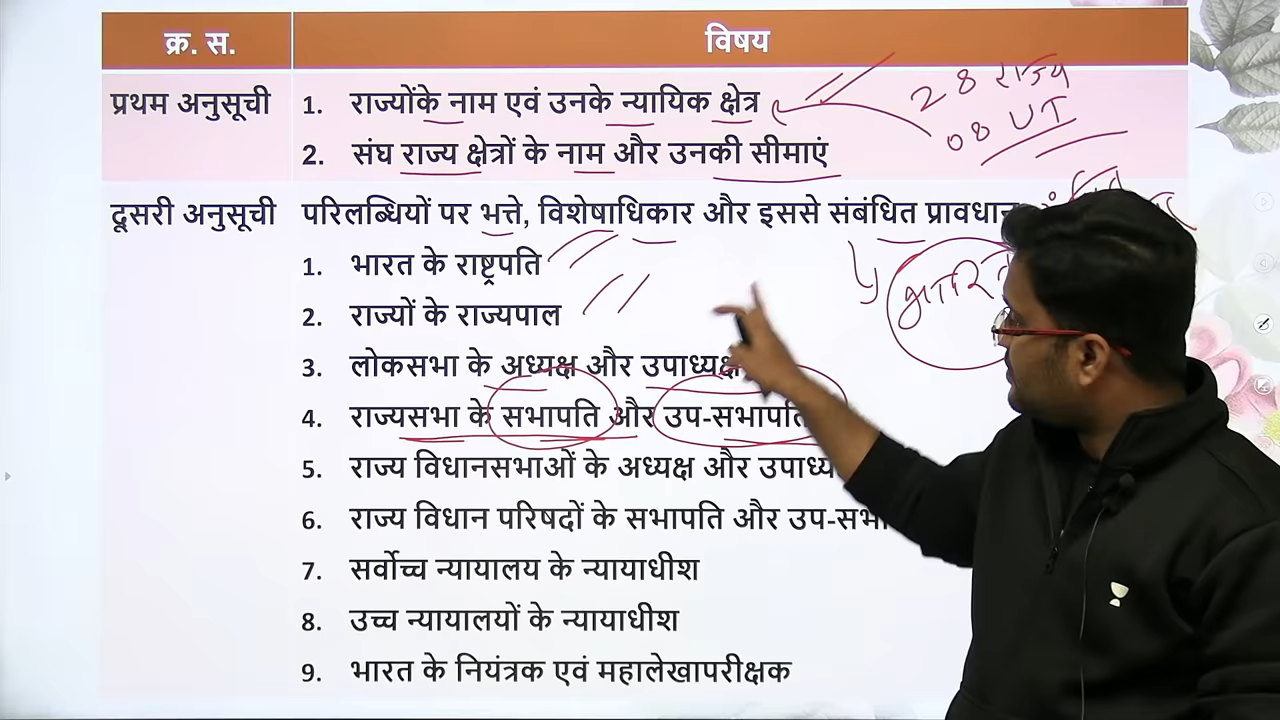 क्र. स. विषय
प्रथम अनुसूची 1. राज्योंके नाम एवं उनके न्यायिक क्षेत्र
28 राज्य
08 UT
2. संघ राज्य क्षेत्रों के नाम और उनकी सीमाएं
दूसरी अनुसूची परिलब्धियों पर भत्ते, विशेषाधिकार और इससे संबंधित प्रावधान
1. भारत के राष्ट्रपति
2. राज्यों के राज्यपाल
3. लोकसभा के अध्यक्ष और उपाध्यक्ष
4. राज्यसभा के सभापति और उप-सभापति
5. राज्य विधानसभाओं के अध्यक्ष और
6. राज्य विधान परिषदों के सभापति और
7. सर्वोच्च न्यायालय के न्यायाधीश
8. उच्च न्यायालयों के न्यायाधीश
9. भारत के नियंत्रक एवं महालेखापरीक्षक